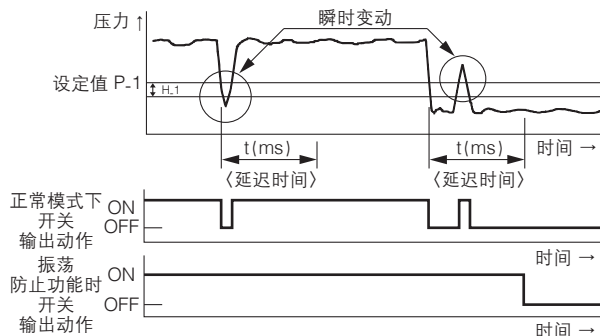 压力 ↑
瞬时变动
设定值 P-1
H-1
t(ms)
t(ms)
时间 →
〈延迟时间〉
〈延迟时间〉
正常模式下
开关
输出动作
ON
OFF
时间 →
振荡
防止功能时
开关
输出动作
ON
OFF
时间 →